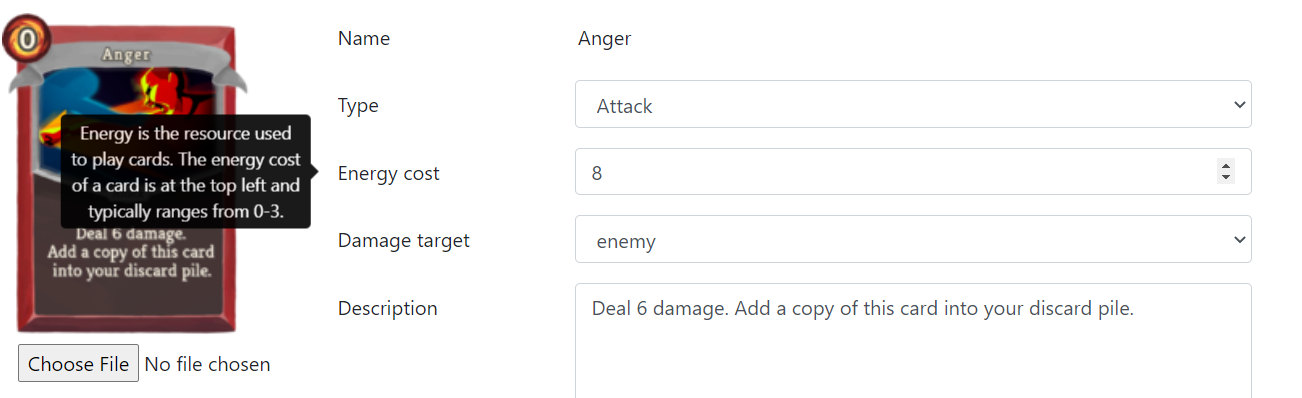 0
Anger
Energy is the resource used
to play cards. The energy cost
of a card is at the top left and
typically ranges from 0-3.
Deal 6 damage.
Add a copy of this card
into your discard pile.
Choose File No file chosen
Name Anger
Type Attack
Energy cost 8
Damage target enemy
Description Deal 6 damage. Add a copy of this card into your discard pile.